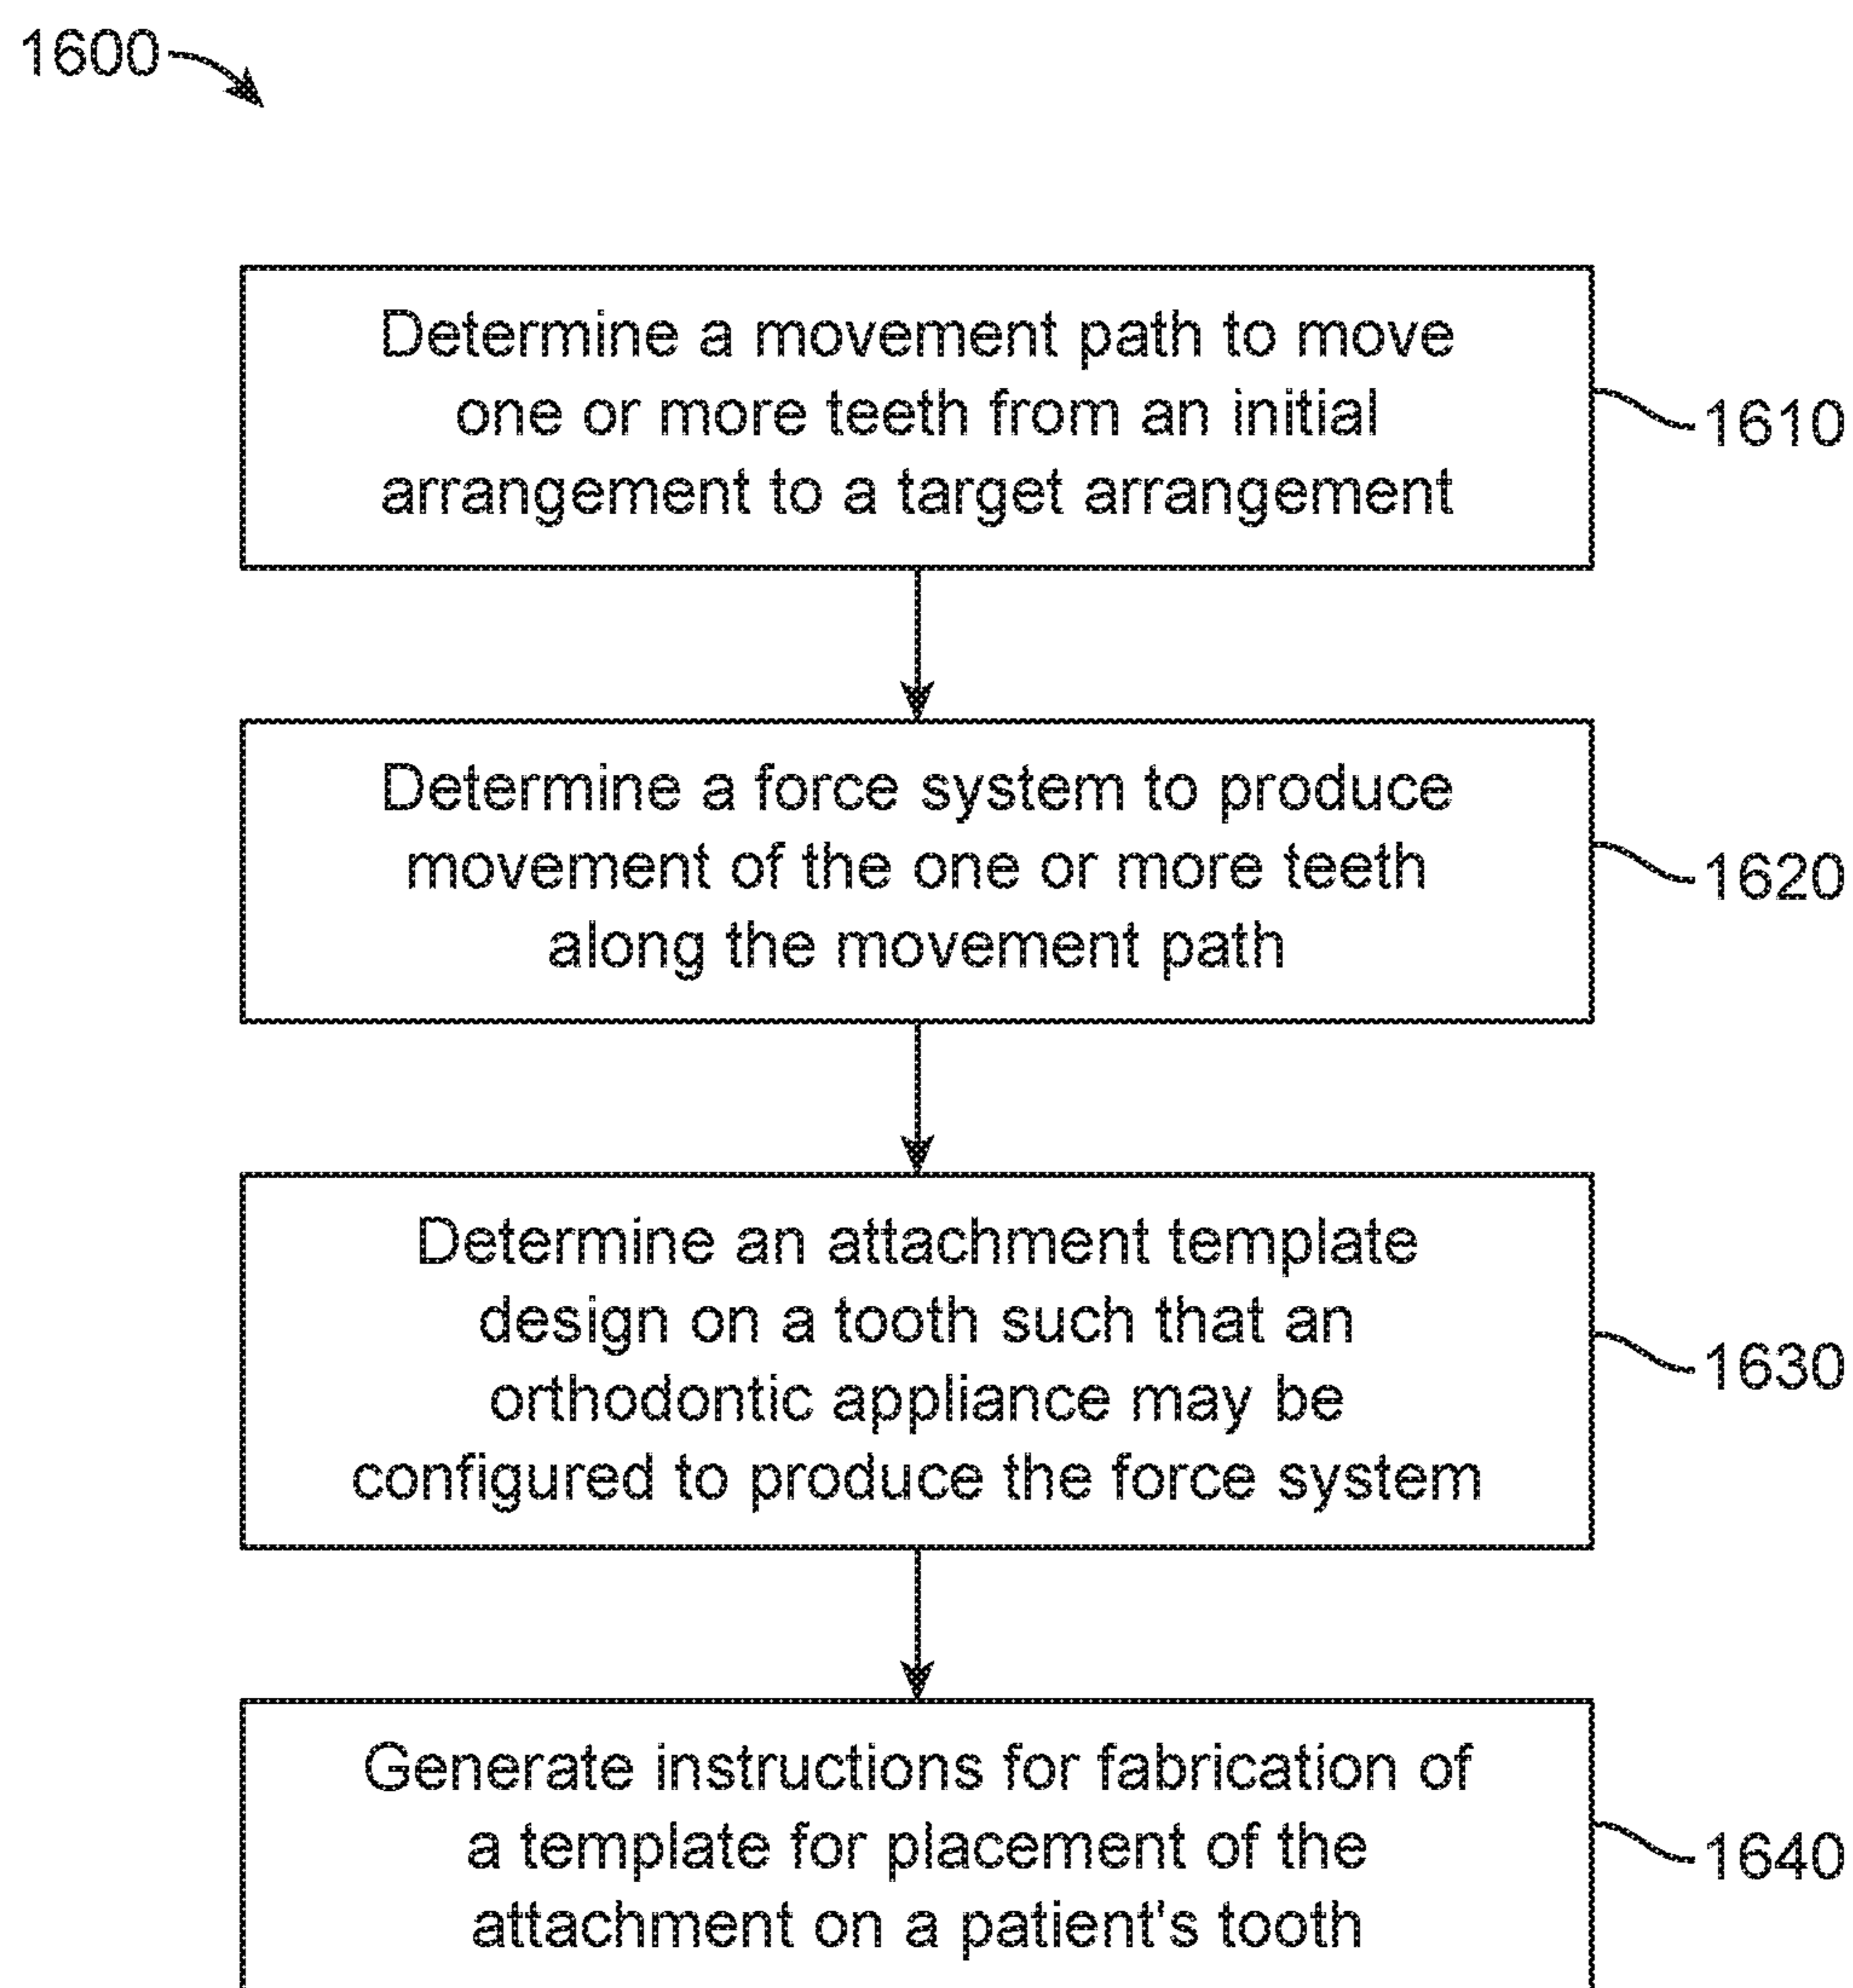 1600
Determine a movement path to move
one or more teeth from an initial
arrangement to a target arrangement
1610
Determine a force system to produce
movement of the one or more teeth
along the movement path
1620
Determine an attachment template
design on a tooth such that an
orthodontic appliance may be
configured to produce the force system
1630
Generate instructions for fabrication of
a template for placement of the
attachment on a patient's tooth
1640